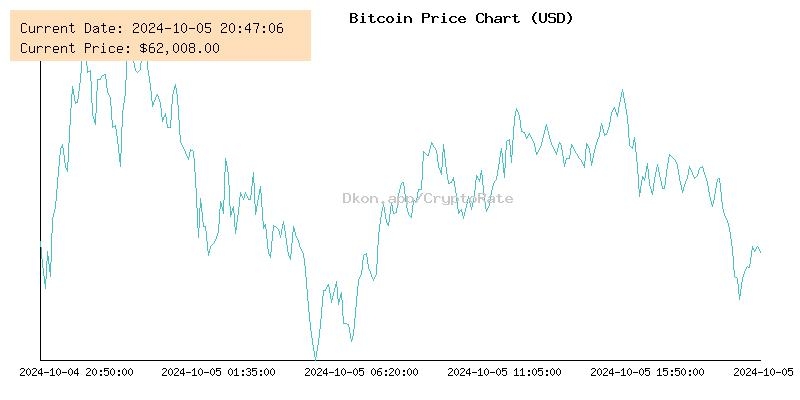 Bitcoin Price Chart (USD)
Current Date: 2024-10-05 20:47:06
Current Price: $62,008.00
Dkon.app/CryptoRate
2024-10-04 20:50:00 2024-10-05 01:35:00 2024-10-05 06:20:00 2024-10-05 11:05:00 2024-10-05 15:50:00 2024-10-05